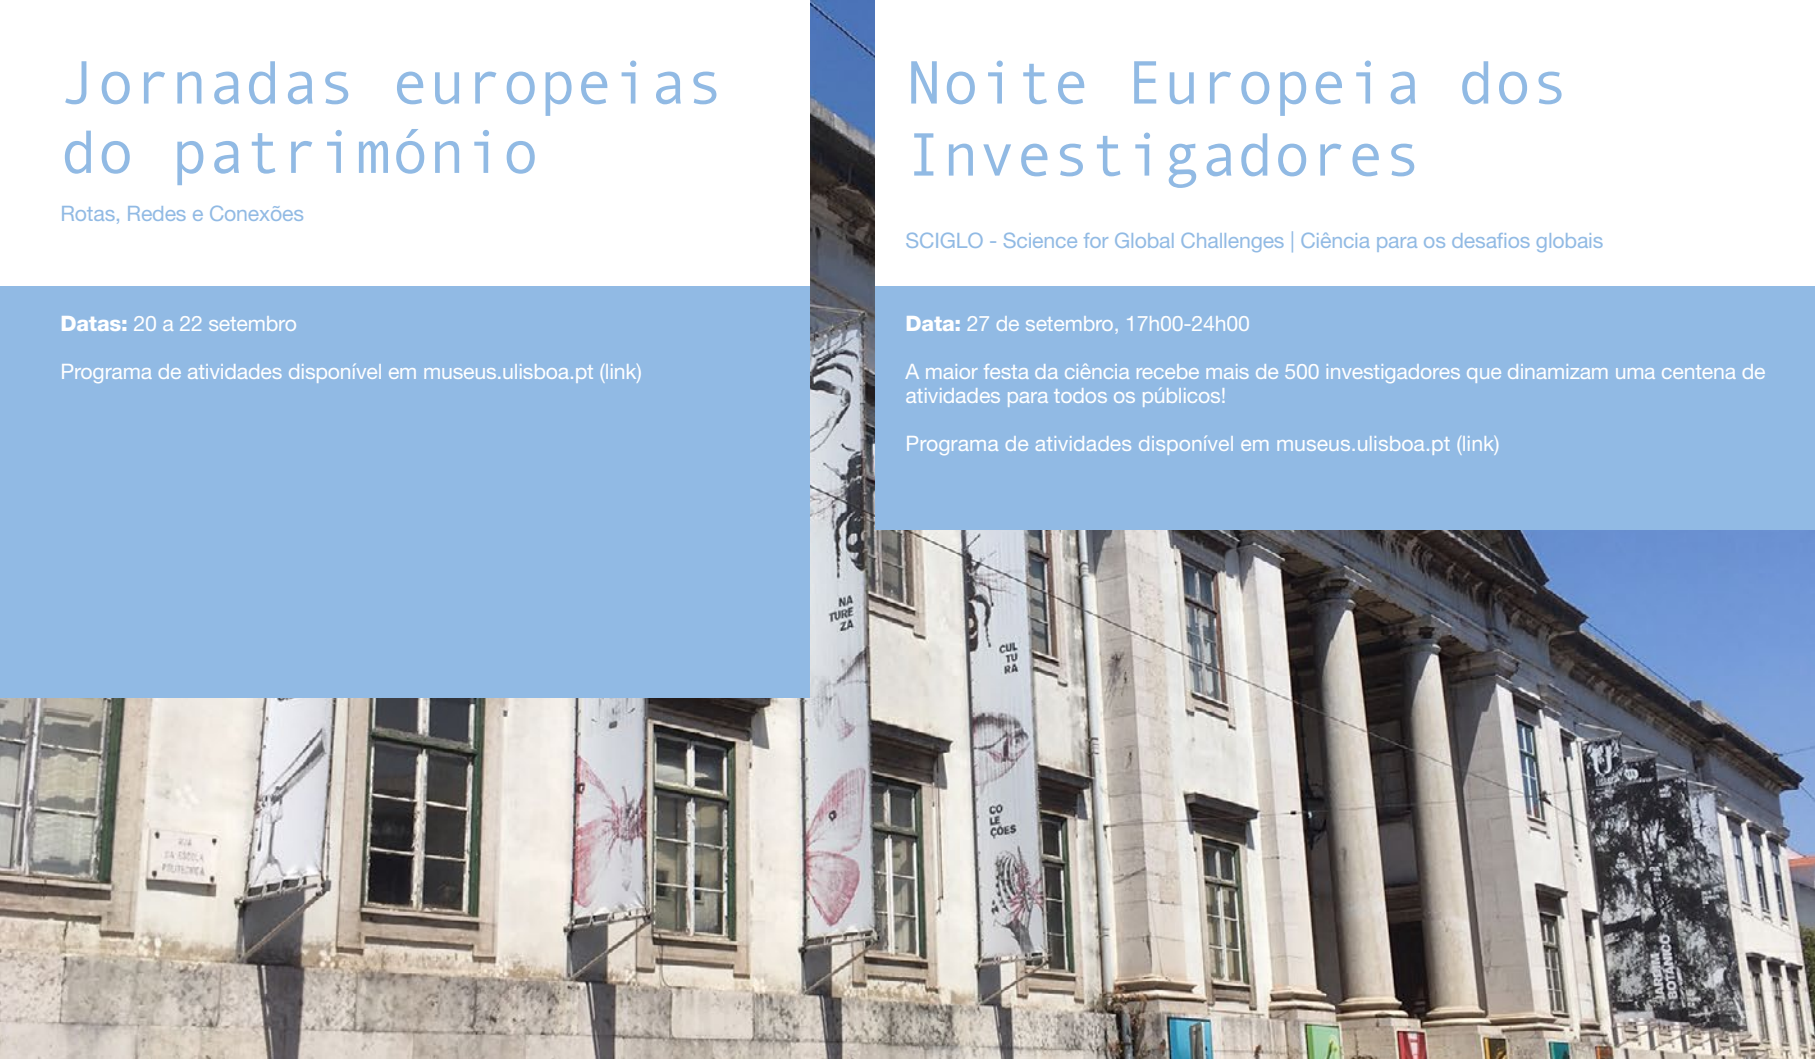 Jornadas europeias
do património
Rotas, Redes e Conexões
Datas: 20 a 22 setembro
Programa de atividades disponível em museus.ulisboa.pt (link)
Noite Europeia dos
Investigadores
SCIGLO - Science for Global Challenges | Ciência para os desafios globais
Data: 27 de setembro, 17h00-24h00
A maior festa da ciência recebe mais de 500 investigadores que dinamizam uma centena de
atividades para todos os públicos!
Programa de atividades disponível em museus.ulisboa.pt (link)
NA
TURE
ZA
CUL
TU
RA
CO
LE
ÇÕES
RUA
DA ESCOLA
POLITECNICA
JARDIM
BOTÂNICO